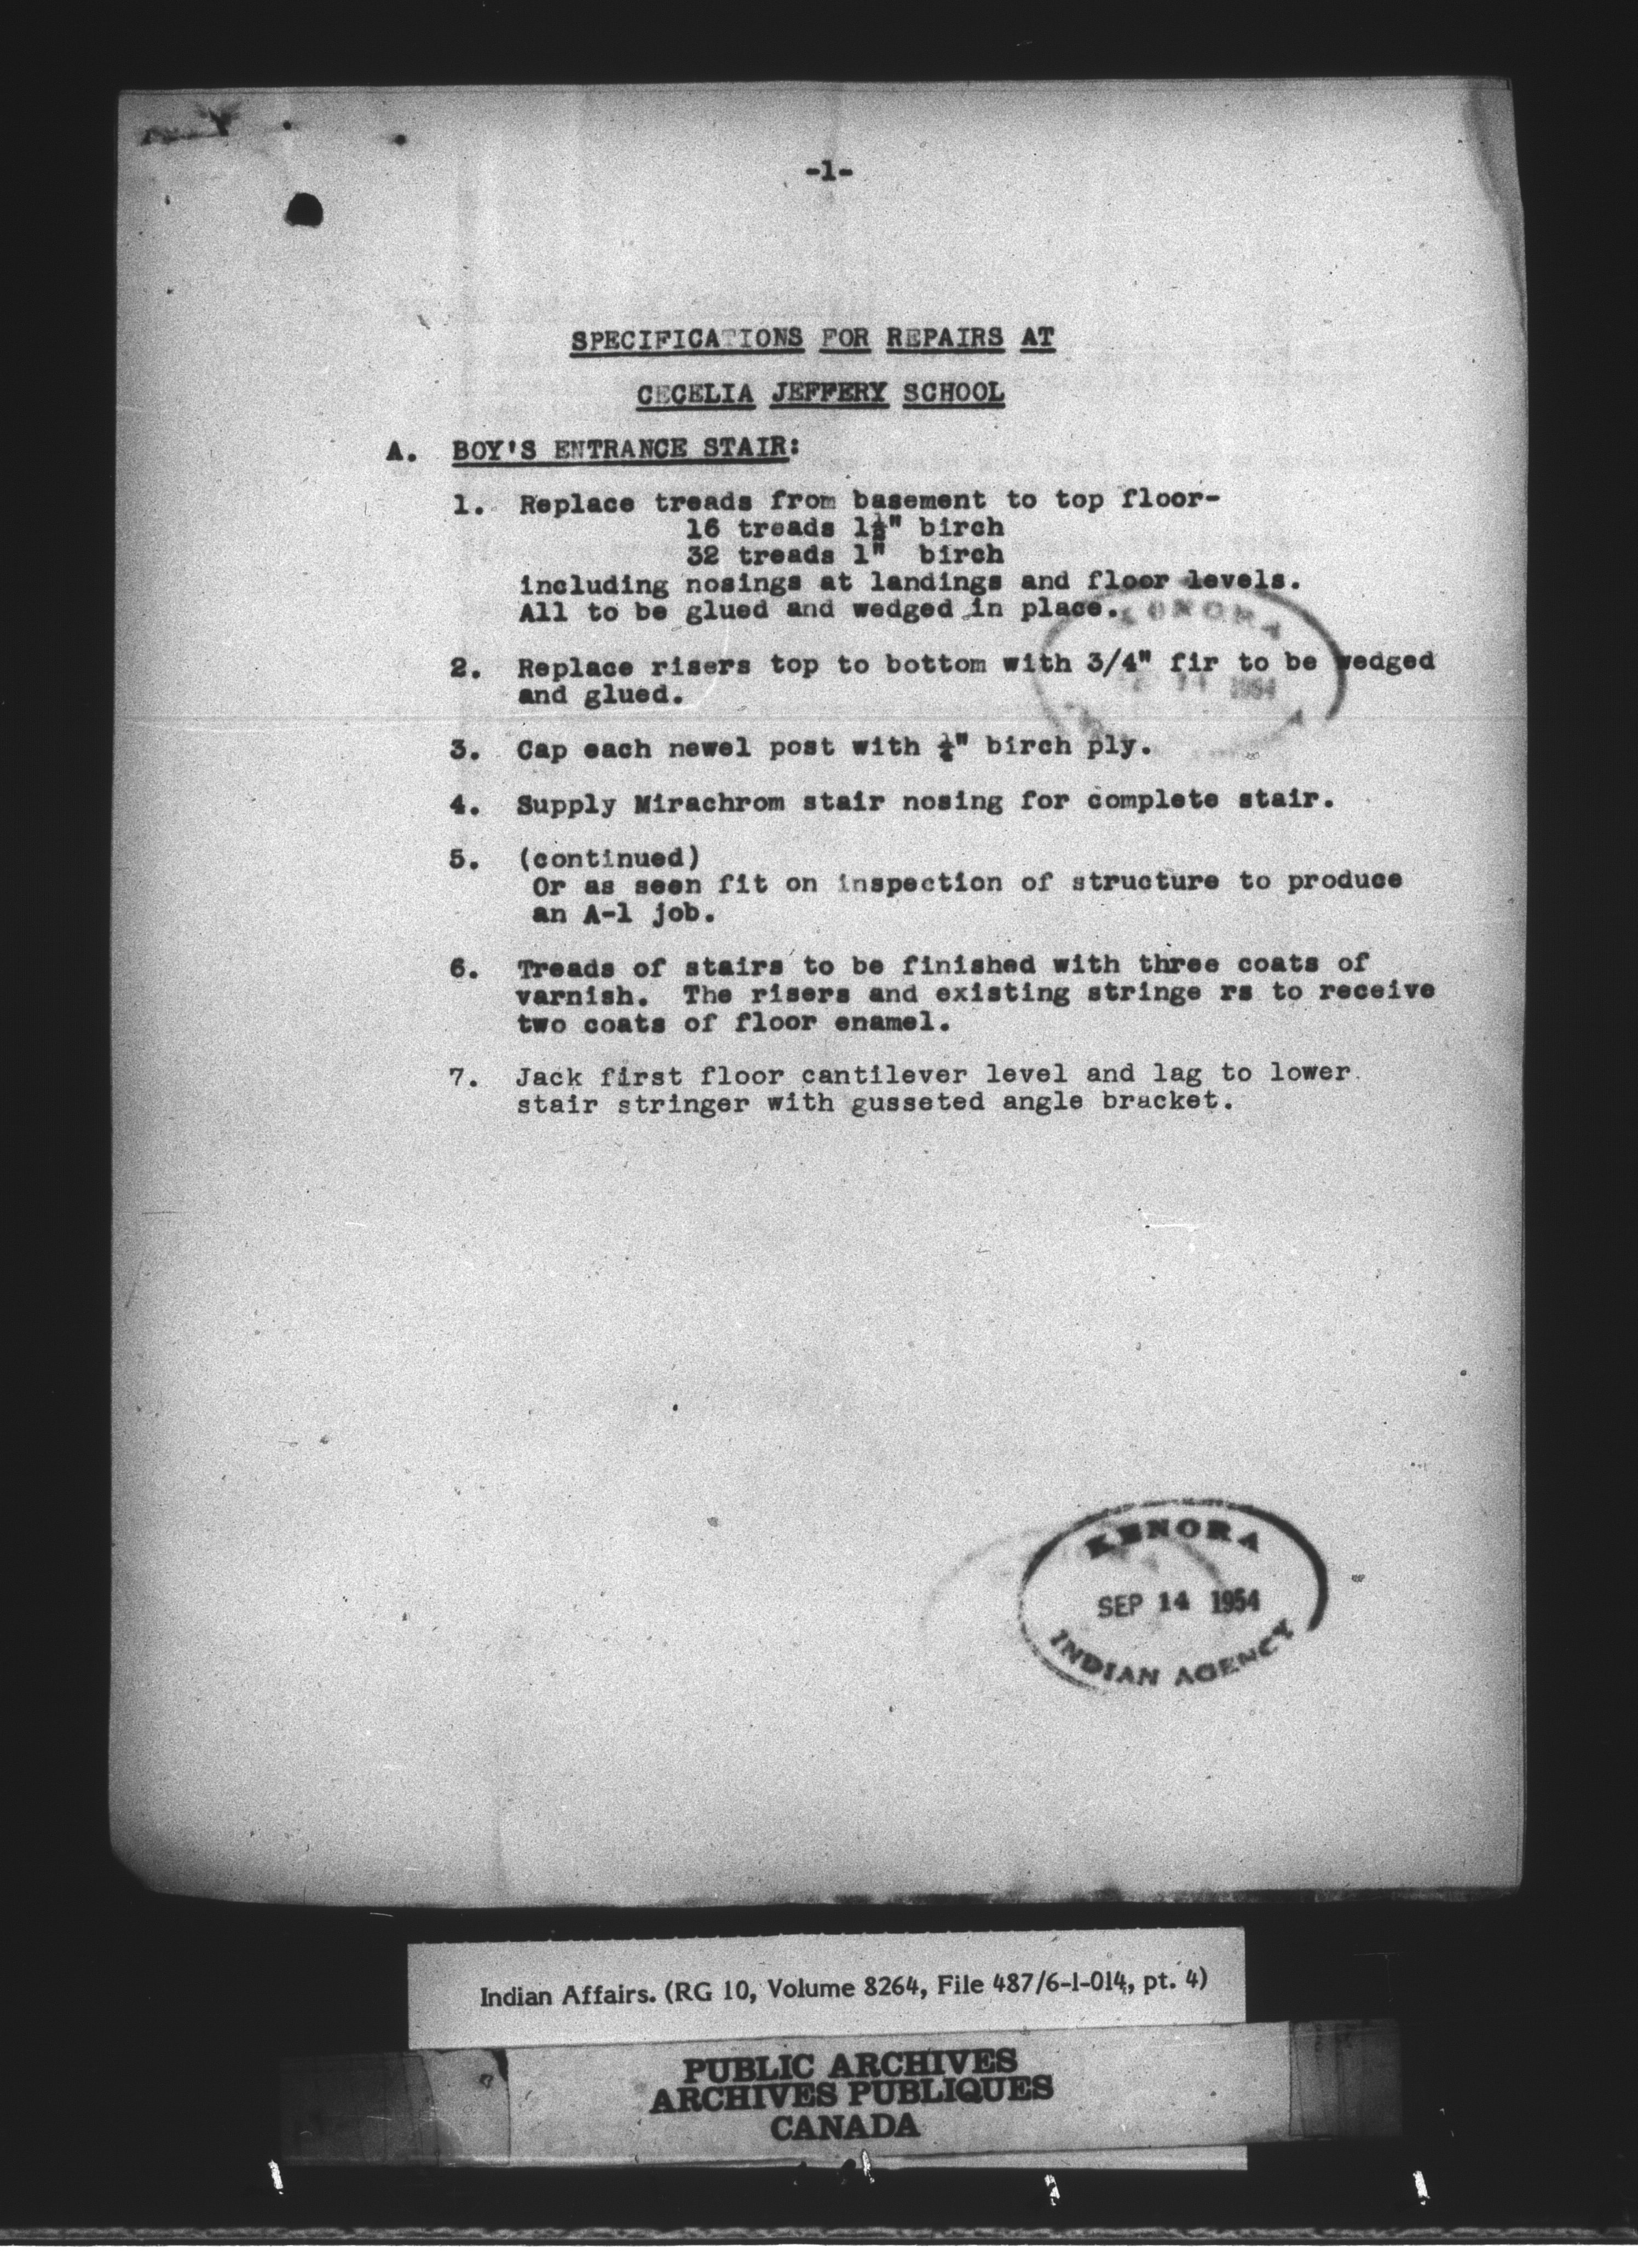 -1-
SPECIFICATIONS FOR REPAIRS AT
CECELIA JEFFERY SCHOOL
A. BOY'S ENTRANCE STAIR:
1. Replace treads from basement to top floor-
16 treads 1½" birch
32 treads 1" birch
including nosings at landings and floor levels.
All to be glued and wedged in place.
KENORA
2. Replace risers top to bottom with 3/4" fir to be wedged
and glued.
14 1954
3. Cap each newel post with ¼" birch ply.
4. Supply Mirachrom stair nosing for complete stair.
5. (continued)
Or as seen fit on inspection of structure to produce
an A-1 job.
6. Treads of stairs to be finished with three coats of
varnish. The risers and existing stringe rs to receive
two coats of floor enamel.
7. Jack first floor cantilever level and lag to lower
stair stringer with gusseted angle bracket.
KENORA
SEP 14 1954
INDIAN AGENCY
Indian Affairs. (RG 10, Volume 8264, File 487/6-1-014, pt. 4)
PUBLIC ARCHIVES
ARCHIVES PUBLIQUES
CANADA